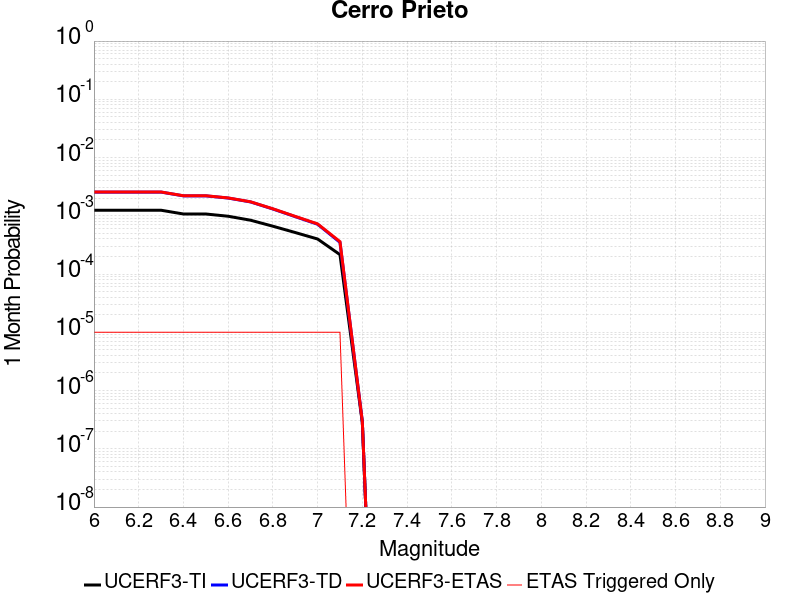 Cerro Prieto
10^0
10^-1
10^-2
10^-3
10^-4
10^-5
10^-6
10^-7
10^-8
1 Month Probability
6 6.2 6.4 6.6 6.8 7 7.2 7.4 7.6 7.8 8 8.2 8.4 8.6 8.8 9
Magnitude
UCERF3-TI UCERF3-TD UCERF3-ETAS ETAS Triggered Only